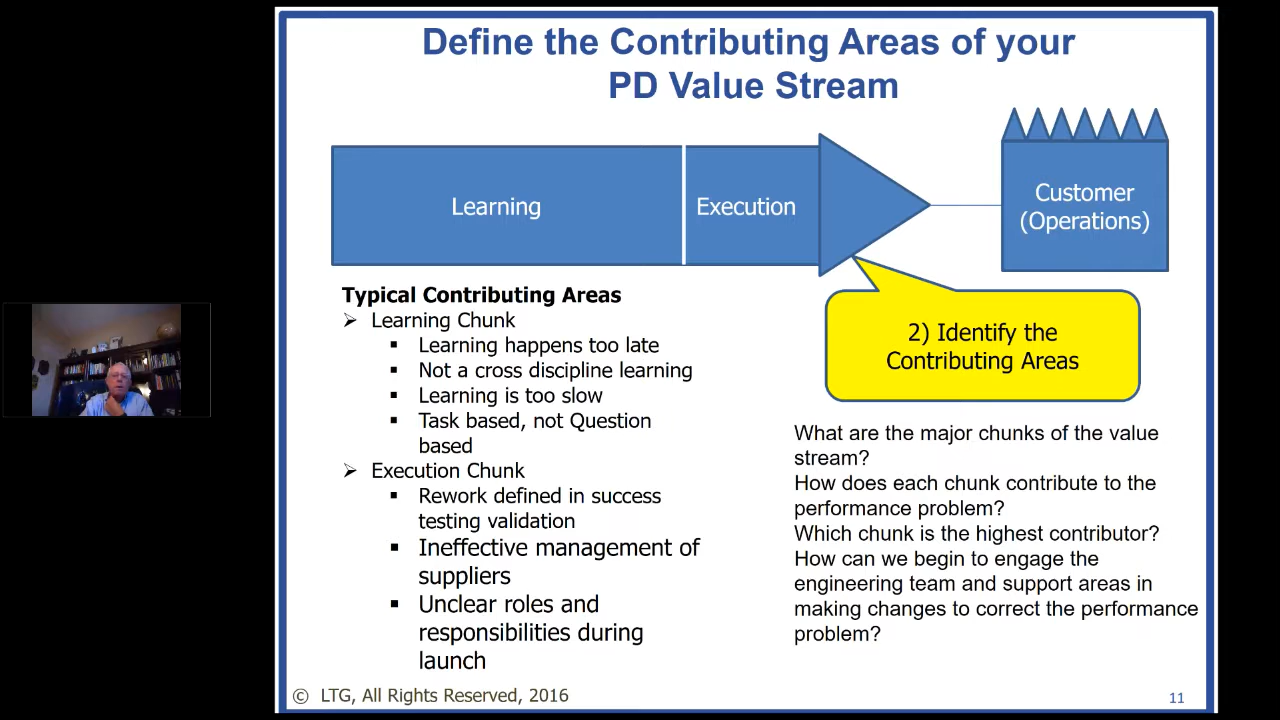 Define the Contributing Areas of your
PD Value Stream
Learning
Execution
Customer
(Operations)
Typical Contributing Areas
Learning Chunk
Learning happens too late
Not a cross discipline learning
Learning is too slow
Task based, not Question
based
Execution Chunk
Rework defined in success
testing validation
Ineffective management of
suppliers
Unclear roles and
responsibilities during
launch
2) Identify the
Contributing Areas
What are the major chunks of the value
stream?
How does each chunk contribute to the
performance problem?
Which chunk is the highest contributor?
How can we begin to engage the
engineering team and support areas in
making changes to correct the performance
problem?
© LTG, All Rights Reserved, 2016
11